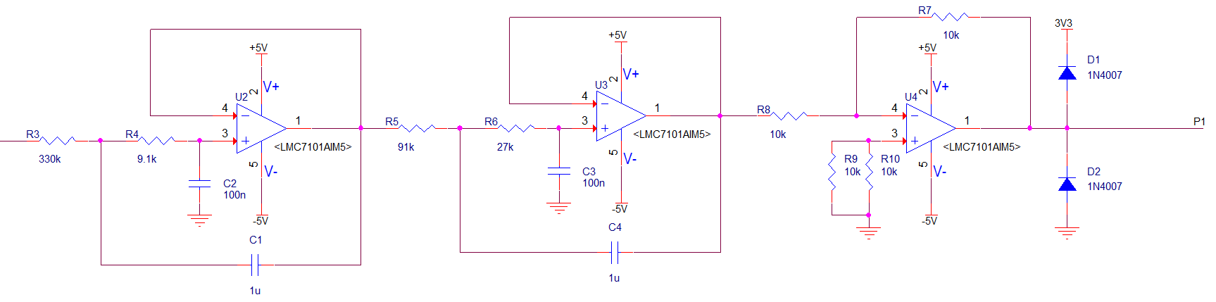 R7
10k
3V3
+5V
+5V
+5V
D1
1N4007
V+
V+
V+
U2
2
U3
2
U4
2
4
4
4
1
1
1
P1
R3
R4
3
R5
R6
3
R8
3
330k
9.1k
<LMC7101AIM5>
91k
27k
<LMC7101AIM5>
10k
<LMC7101AIM5>
5
V-
5
V-
5
V-
C2
100n
C3
100n
R9
10k
R10
10k
D2
1N4007
-5V
-5V
-5V
C1
1u
C4
1u